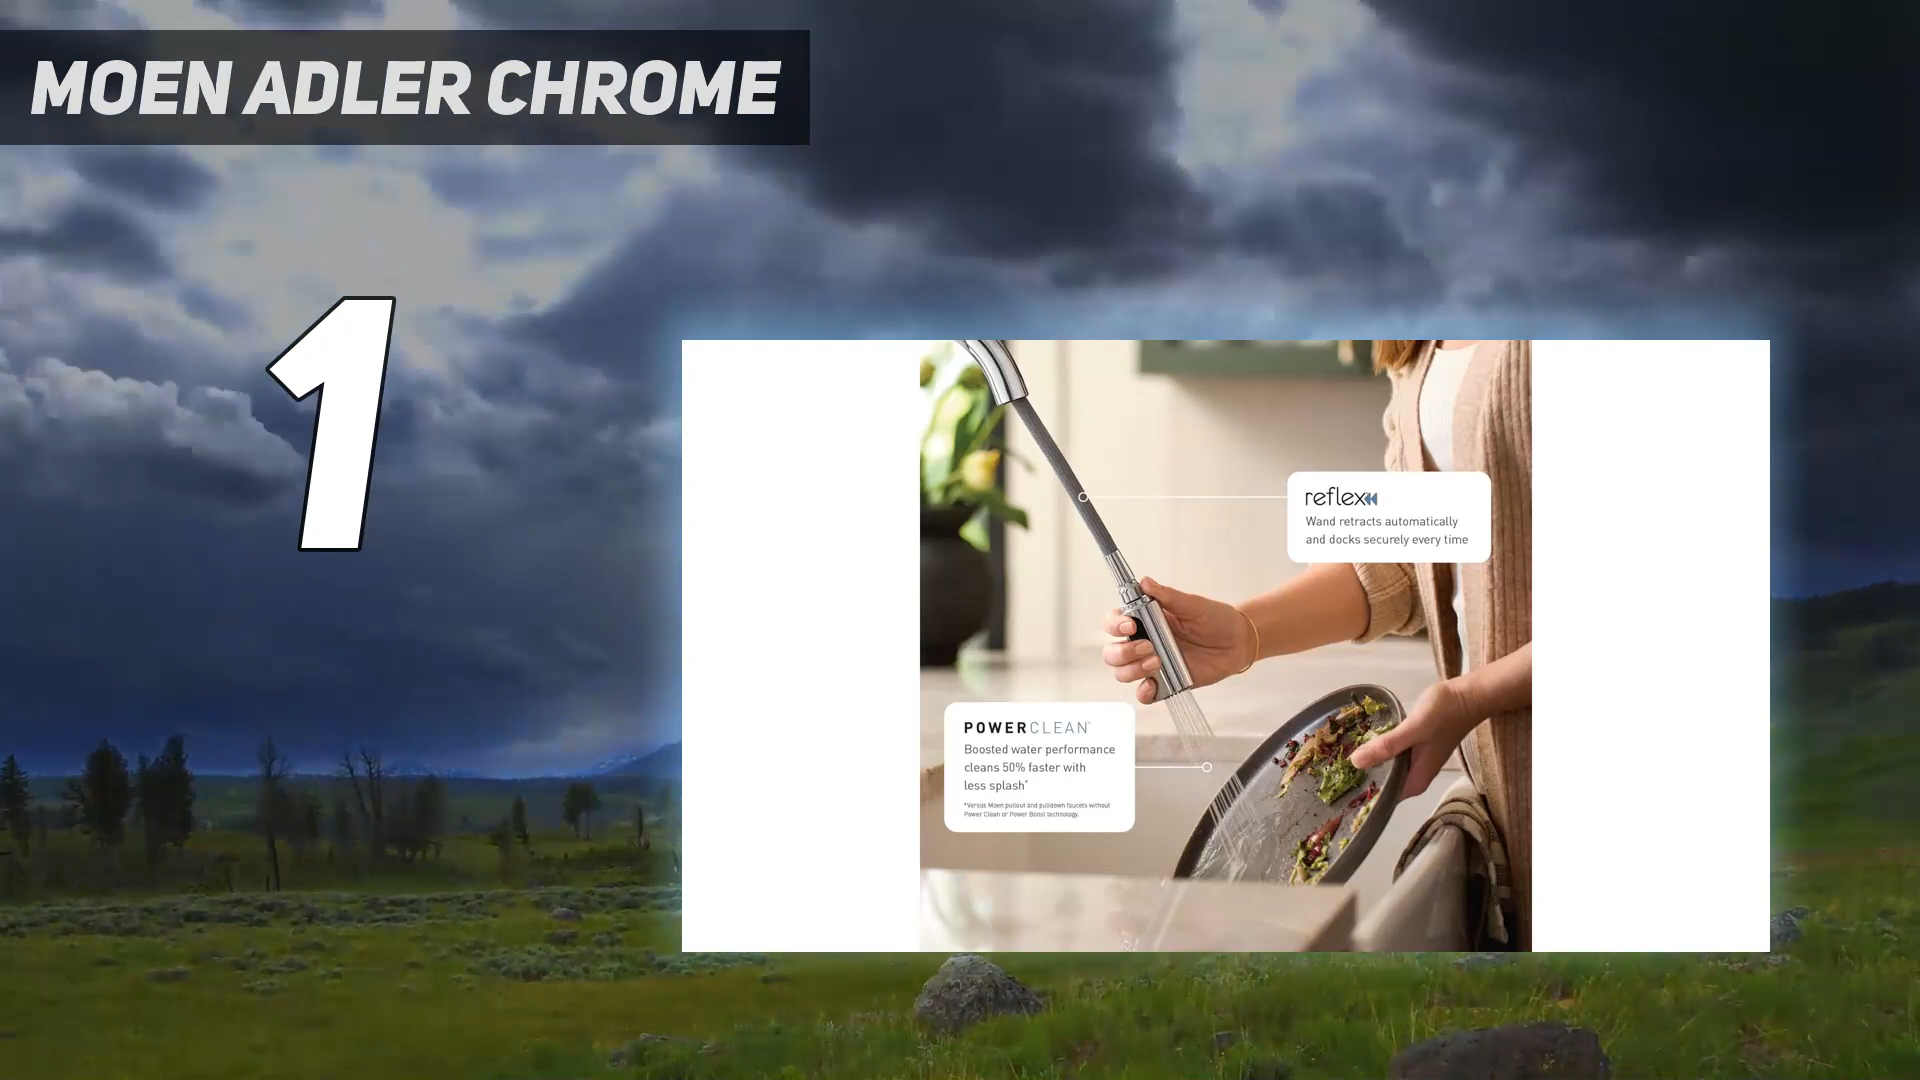 MOEN ADLER CHROME
1
reflex
Wand retracts automatically
and docks securely every time
POWERCLEAN™
Boosted water performance
cleans 50% faster with
less splash*
*Versus Moen pullout and pulldown faucets without
Power Clean or Power Boost technology.